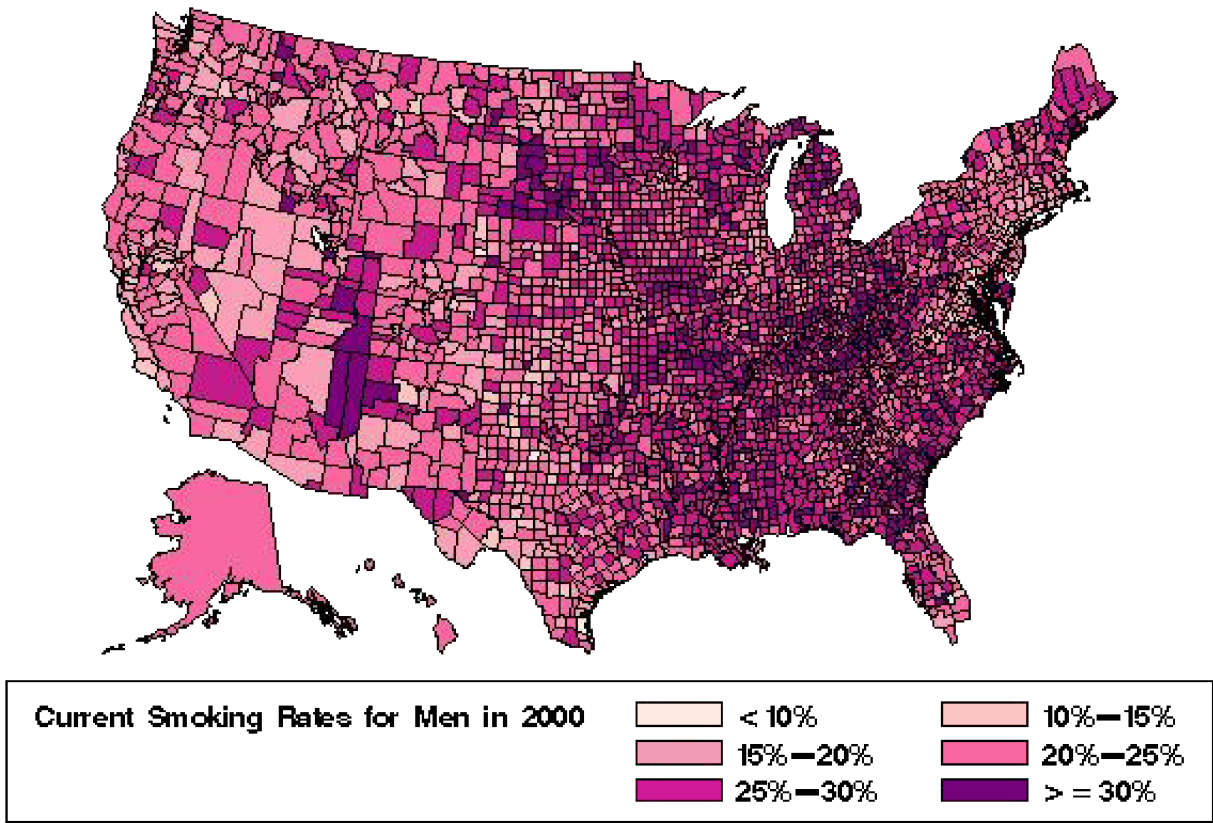 Current Smoking Rates for Men in 2000
< 10%
10%–15%
15%–20%
20%–25%
25%–30%
> = 30%